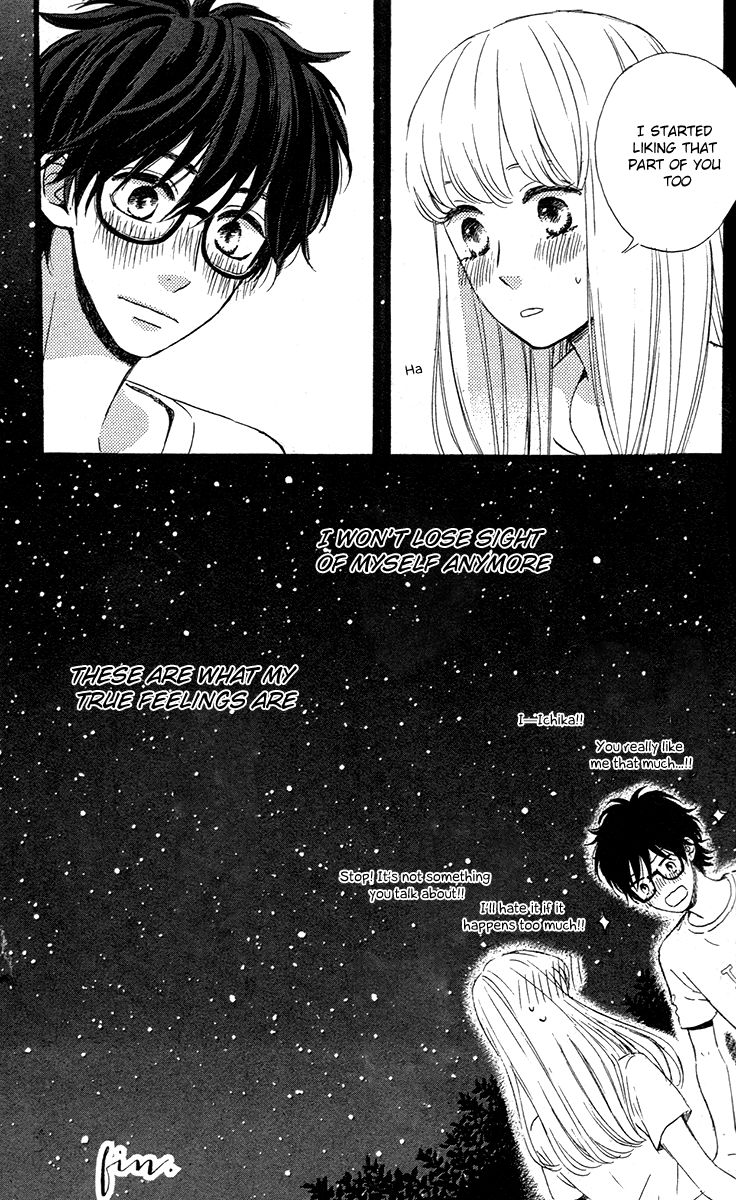 I STARTED
LIKING THAT
PART OF YOU
TOO
Ha
I WON'T LOSE SIGHT
OF MYSELF ANYMORE
THESE ARE WHAT MY
TRUE FEELINGS ARE
I—Ichika!!
You really like
me that much...!!
Stop! It's not something
you talk about!!
I'll hate it if it
happens too much!!
T
fin.